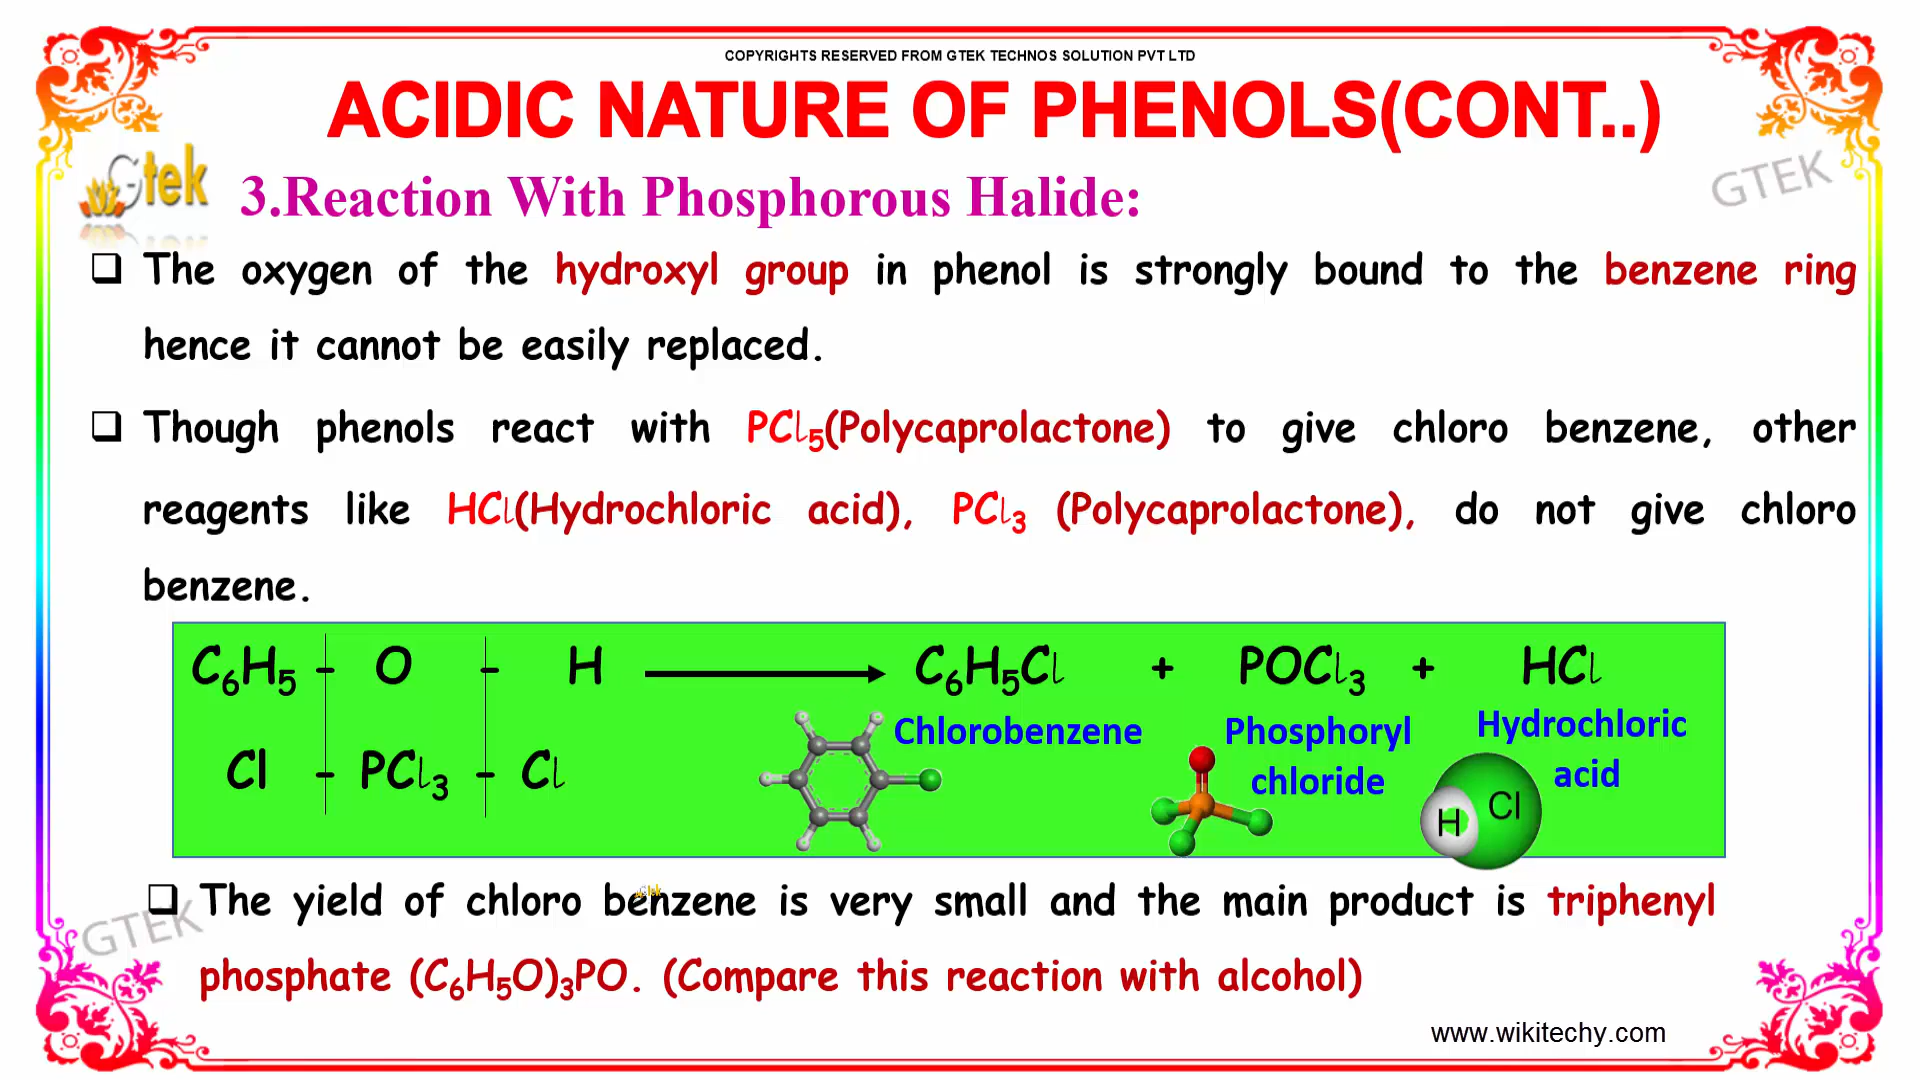 COPYRIGHTS RESERVED FROM GTEK TECHNOS SOLUTION PVT LTD
ACIDIC NATURE OF PHENOLS(CONT..)
Gtek
GTEK
3.Reaction With Phosphorous Halide:
❑ The oxygen of the hydroxyl group in phenol is strongly bound to the benzene ring
hence it cannot be easily replaced.
❑ Though phenols react with PCl₅(Polycaprolactone) to give chloro benzene, other
reagents like HCl(Hydrochloric acid), PCl₃ (Polycaprolactone), do not give chloro
benzene.
C₆H₅ - O - H → C₆H₅Cl + POCl₃ + HCl
Chlorobenzene Phosphoryl Hydrochloric
chloride acid
Cl - PCl₃ - Cl
H Cl
❑ The yield of chloro benzene is very small and the main product is triphenyl
Gtek
GTEK
phosphate (C₆H₅O)₃PO. (Compare this reaction with alcohol)
www.wikitechy.com